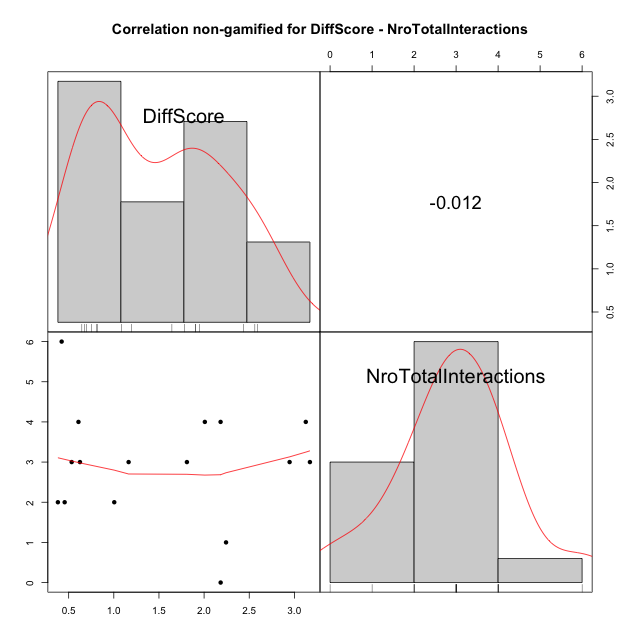 Correlation non-gamified for DiffScore - NroTotalInteractions
0 1 2 3 4 5 6
DiffScore
-0.012
3.0
2.5
2.0
1.5
1.0
0.5
6
5
4
3
2
1
0
NroTotalInteractions
0.5 1.0 1.5 2.0 2.5 3.0